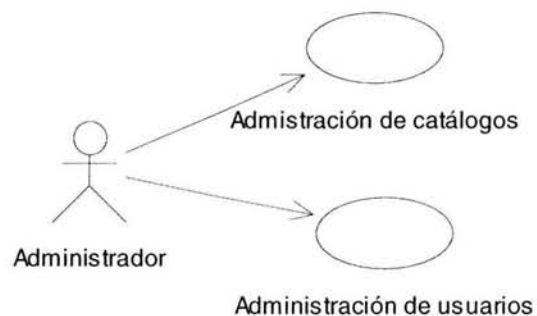 Admistración de catálogos
Administrador
Administración de usuarios